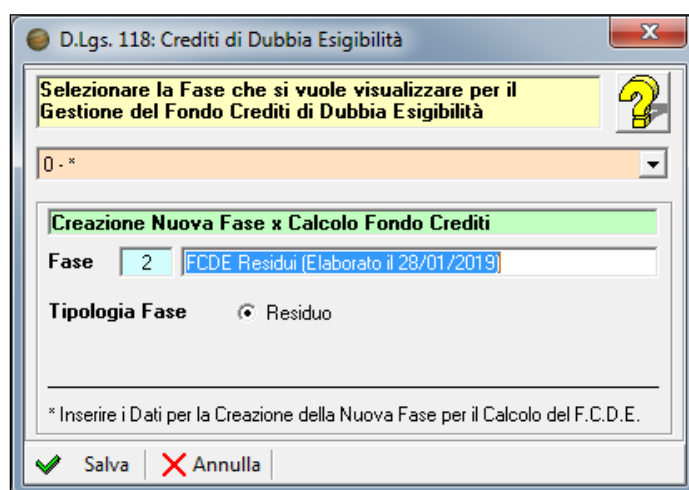 D.Lgs. 118: Crediti di Dubbia Esigibilità
Selezionare la Fase che si vuole visualizzare per il
Gestione del Fondo Crediti di Dubbia Esigibilità
0 - *
Creazione Nuova Fase x Calcolo Fondo Crediti
Fase 2 FCDE Residui (Elaborato il 28/01/2019)
Tipologia Fase Residuo
* Inserire i Dati per la Creazione della Nuova Fase per il Calcolo del F.C.D.E.
Salva Annulla